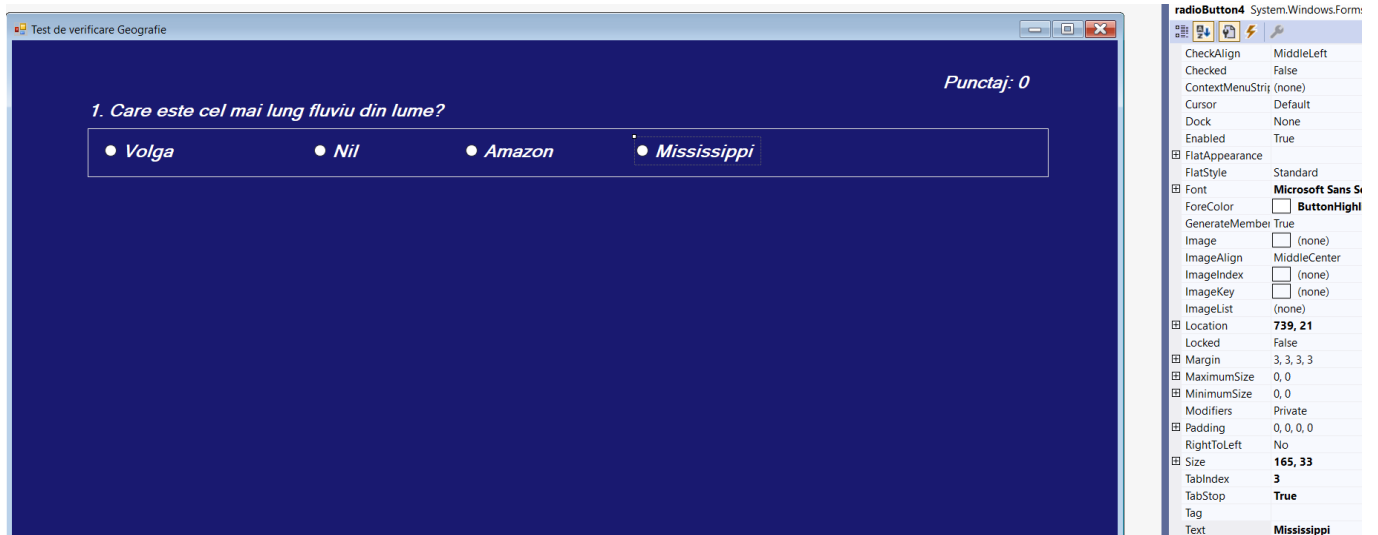 radioButton4 System.Windows.Forms
Test de verificare Geografie
Punctaj: 0
1. Care este cel mai lung fluviu din lume?
Volga Nil Amazon Mississippi
CheckAlign MiddleLeft
Checked False
ContextMenuStrip (none)
Cursor Default
Dock None
Enabled True
FlatAppearance
FlatStyle Standard
Font Microsoft Sans Se
ForeColor ButtonHighl
GenerateMember True
Image (none)
ImageAlign MiddleCenter
ImageIndex (none)
ImageKey (none)
ImageList (none)
Location 739, 21
Locked False
Margin 3, 3, 3, 3
MaximumSize 0, 0
MinimumSize 0, 0
Modifiers Private
Padding 0, 0, 0, 0
RightToLeft No
Size 165, 33
TabIndex 3
TabStop True
Tag
Text Mississippi